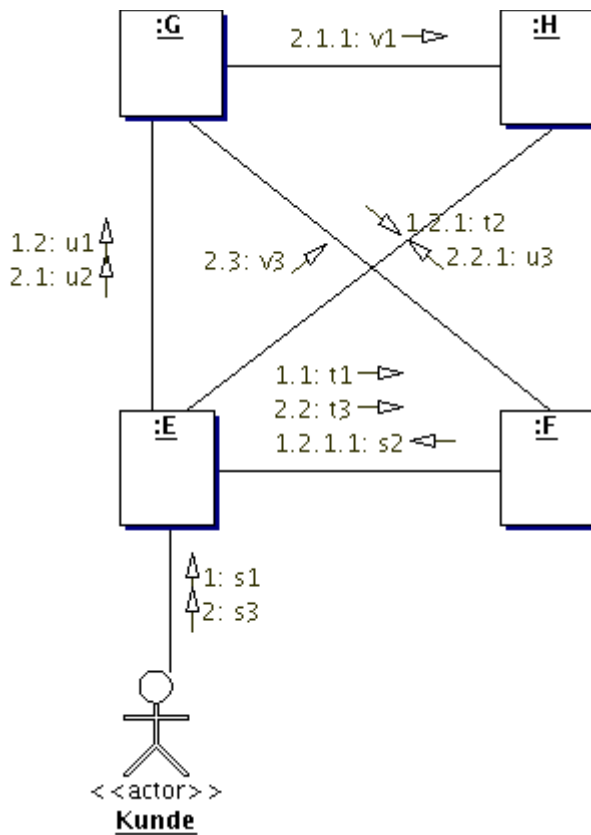 :G
2.1.1: v1
:H
1.2: u1
2.1: u2
2.3: v3
1.2.1: t2
2.2.1: u3
1.1: t1
2.2: t3
1.2.1.1: s2
:E
:F
1: s1
2: s3
<<actor>>
Kunde